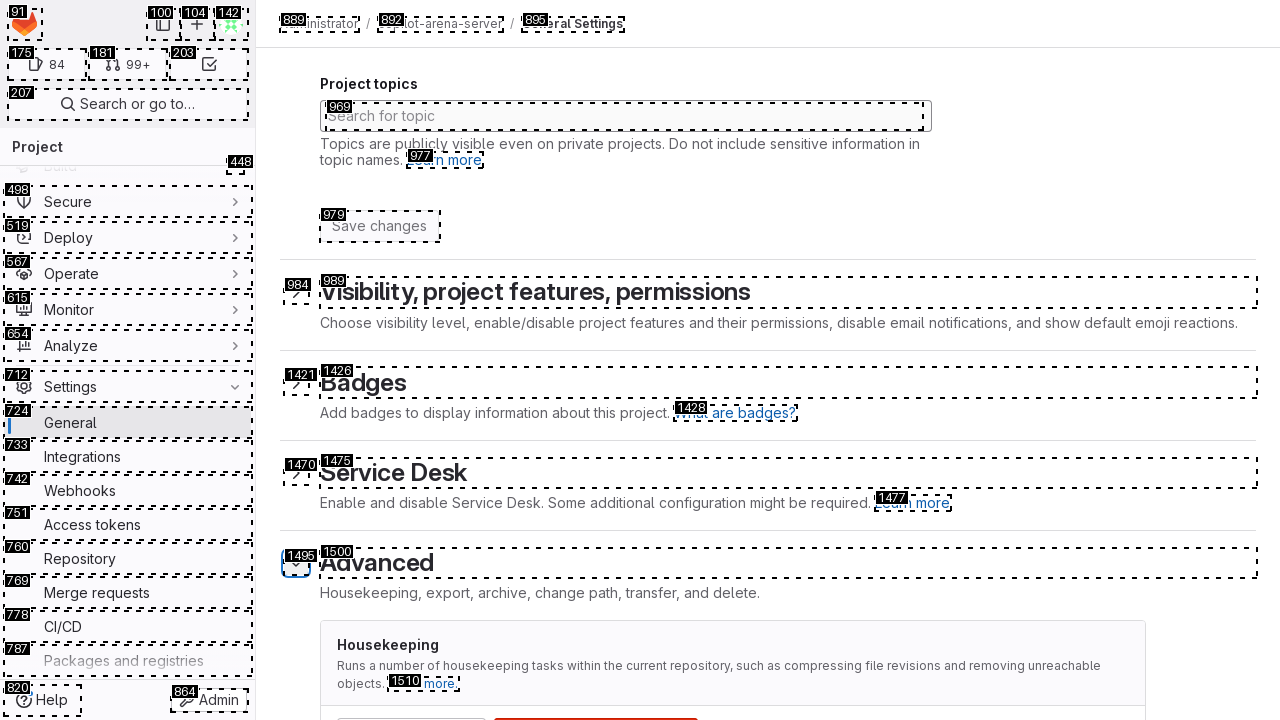 91
100
104
142
175
84
181
99+
203
207
Search or go to…
Project
448
Build
498
Secure
519
Deploy
567
Operate
615
Monitor
654
Analyze
712
Settings
724
General
733
Integrations
742
Webhooks
751
Access tokens
760
Repository
769
Merge requests
778
CI/CD
787
Packages and registries
820
Help
864
Admin
889 Administrator / 892 / 895 General Settings
Project topics
969
Search for topic
Topics are publicly visible even on private projects. Do not include sensitive information in
topic names. 977 Learn more.
979
Save changes
984
989
Visibility, project features, permissions
Choose visibility level, enable/disable project features and their permissions, disable email notifications, and show default emoji reactions.
1421
1426
Badges
Add badges to display information about this project. 1428 What are badges?
1470
1475
Service Desk
Enable and disable Service Desk. Some additional configuration might be required. 1477 Learn more.
1495
1500
Advanced
Housekeeping, export, archive, change path, transfer, and delete.
Housekeeping
Runs a number of housekeeping tasks within the current repository, such as compressing file revisions and removing unreachable
objects. 1510 more.